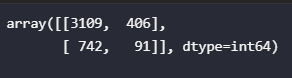 array([[3109,  406],
       [ 742,   91]], dtype=int64)